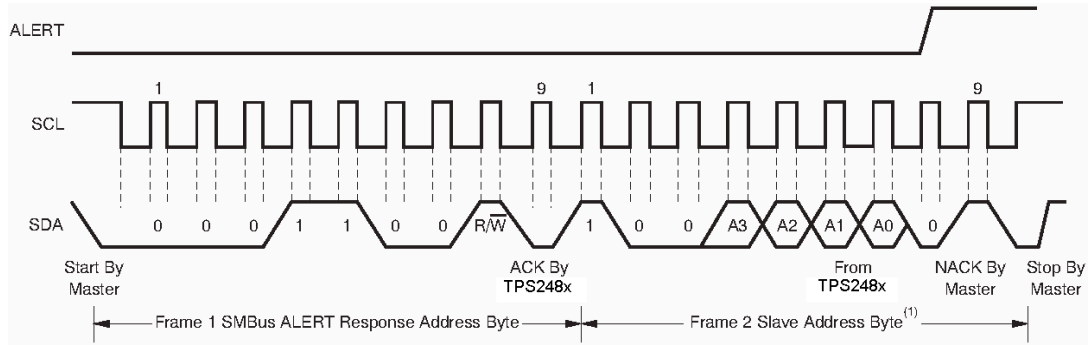 ALERT
1 9 1 9
SCL
SDA 0 0 0 1 1 0 0 R/W 1 0 0 A3 A2 A1 A0 0
Start By
Master
ACK By
TPS248x
From
TPS248x
NACK By
Master
Stop By
Master
Frame 1 SMBus ALERT Response Address Byte
Frame 2 Slave Address Byte(1)